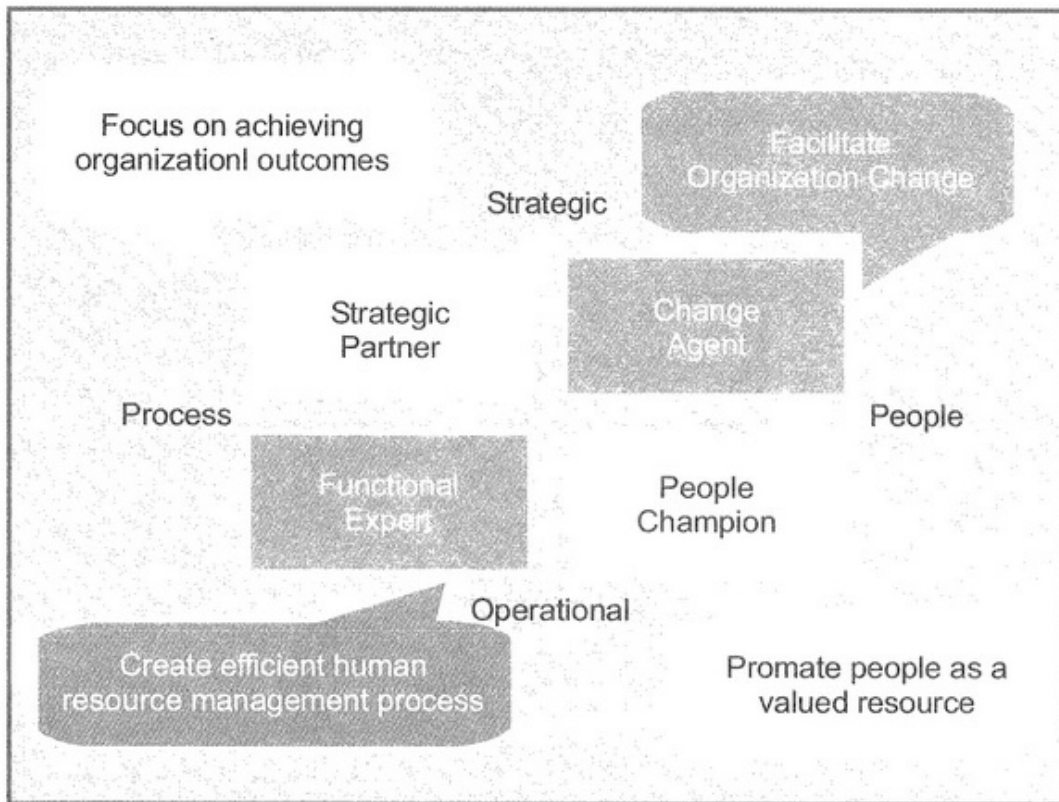 Focus on achieving
organizationl outcomes
Facilitate
Organization Change
Strategic
Strategic
Partner
Change
Agent
Process
People
Functional
Expert
People
Champion
Operational
Create efficient human
resource management process
Promate people as a
valued resource